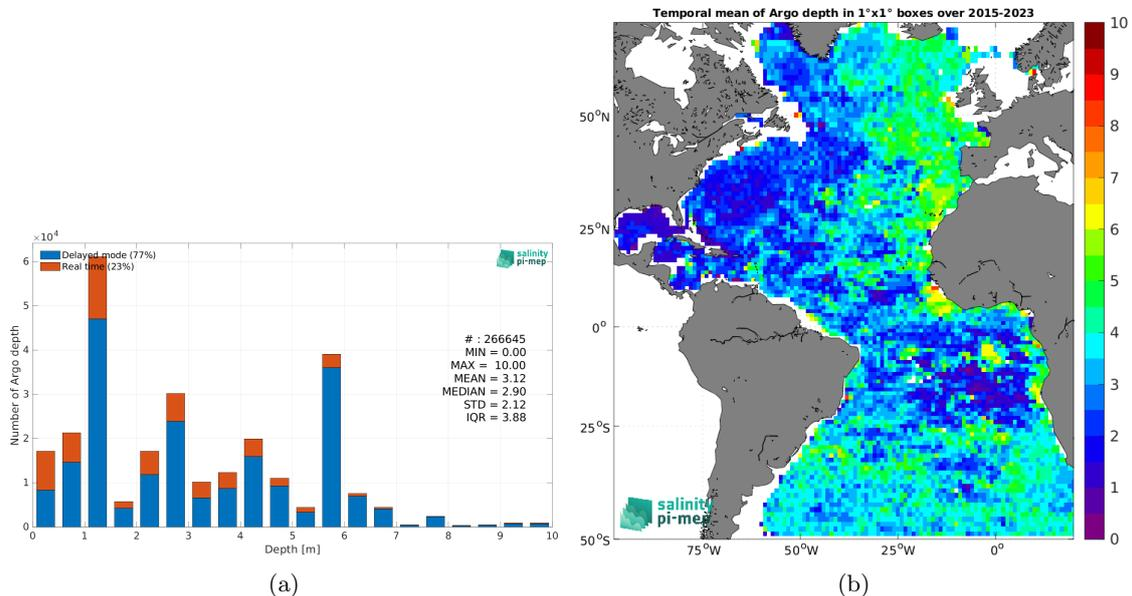 ×10⁴
6
5
4
3
2
1
0
Number of Argo depth
Delayed mode (77%)
Real time (23%)
salinity
pi-mep
# : 266645
MIN = 0.00
MAX = 10.00
MEAN = 3.12
MEDIAN = 2.90
STD = 2.12
IQR = 3.88
0 1 2 3 4 5 6 7 8 9 10
Depth [m]
(a)
Temporal mean of Argo depth in 1°x1° boxes over 2015-2023
50°N
25°N
0°
25°S
50°S
75°W 50°W 25°W 0°
salinity
pi-mep
10
9
8
7
6
5
4
3
2
1
0
(b)